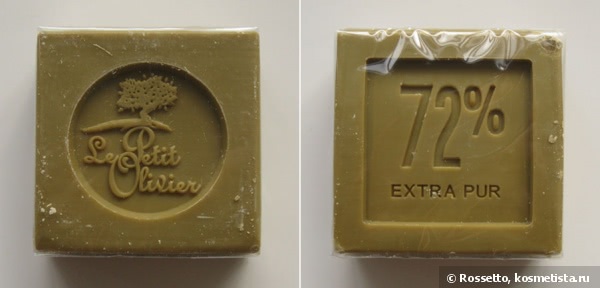 Le Petit
Olivier
72%
EXTRA PUR
© Rossetto, kosmetista.ru